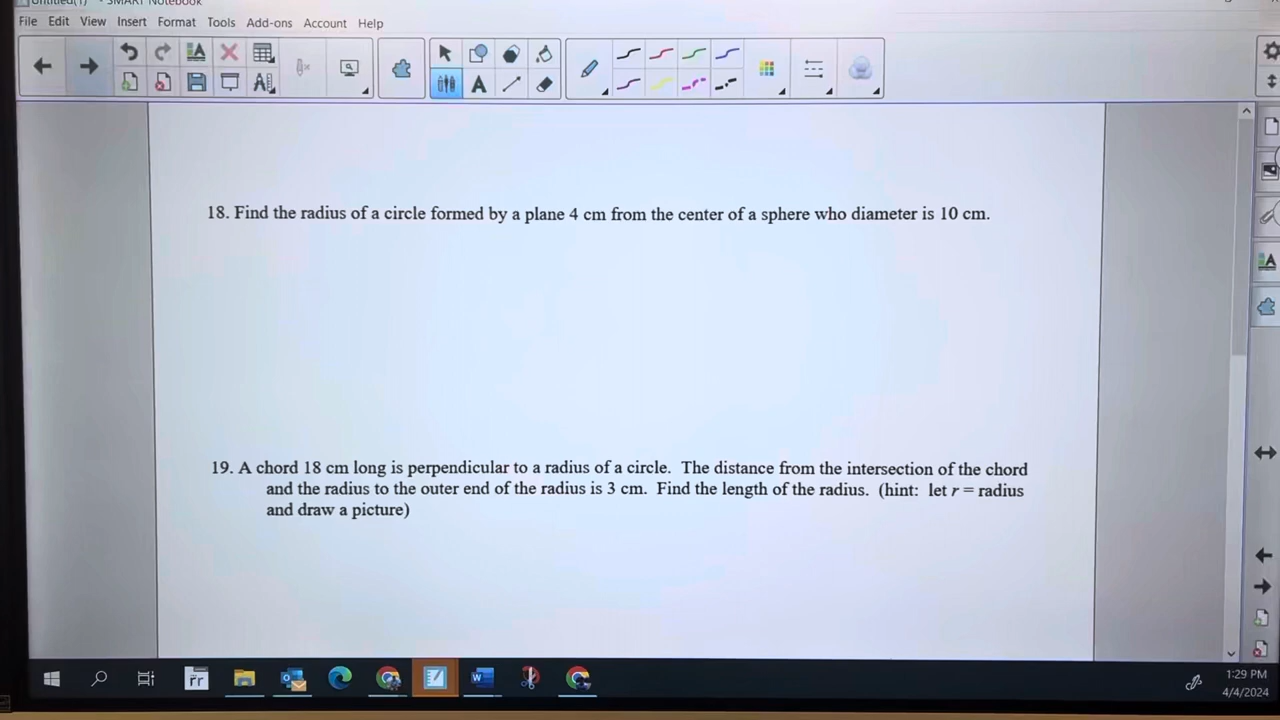 File Edit View Insert Format Tools Add-ons Account Help
18. Find the radius of a circle formed by a plane 4 cm from the center of a sphere who diameter is 10 cm.
19. A chord 18 cm long is perpendicular to a radius of a circle. The distance from the intersection of the chord
and the radius to the outer end of the radius is 3 cm. Find the length of the radius. (hint: let r = radius
and draw a picture)
1:29 PM
4/4/2024